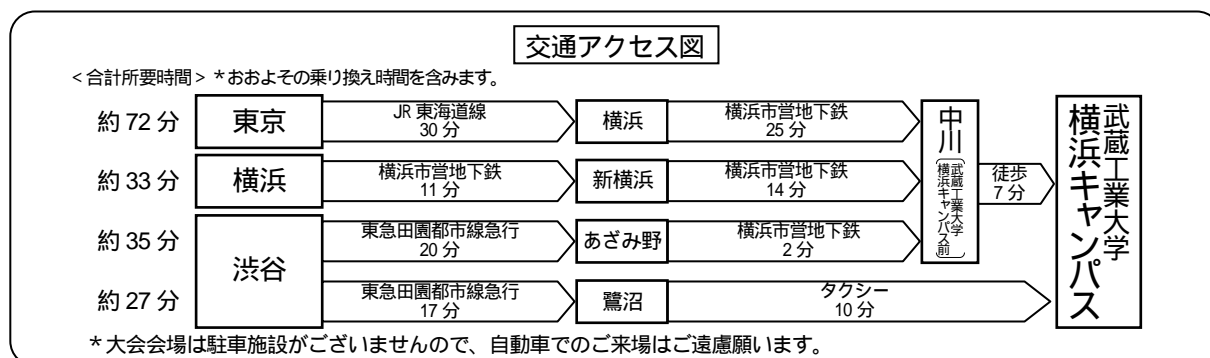 交通アクセス図
<合計所要時間> *おおよその乗り換え時間を含みます。
約72分
東京
JR 東海道線
30分
横浜
横浜市営地下鉄
25分
約33分
横浜
横浜市営地下鉄
11分
新横浜
横浜市営地下鉄
14分
約35分
渋谷
東急田園都市線急行
20分
あざみ野
横浜市営地下鉄
2分
約27分
東急田園都市線急行
17分
鷺沼
タクシー
10分
中川
(武蔵工業大学
横浜キャンパス前)
徒歩
7分
武蔵工業大学
横浜キャンパス
*大会会場は駐車施設がございませんので、自動車でのご来場はご遠慮願います。